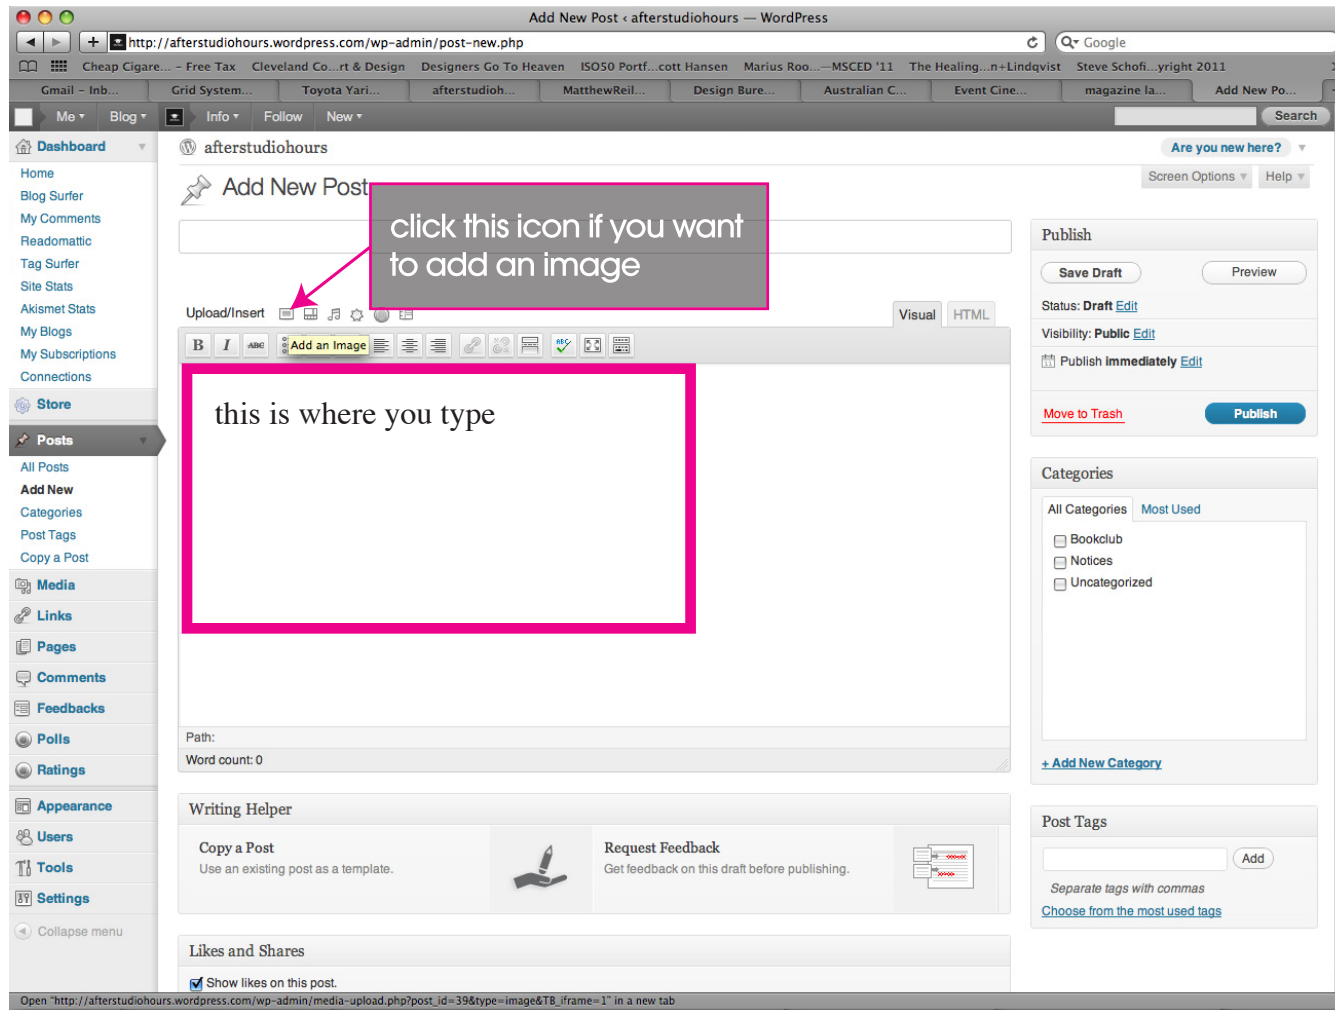 Add New Post ‹ afterstudiohours — WordPress
http://afterstudiohours.wordpress.com/wp-admin/post-new.php
Google
Cheap Cigare... – Free Tax Cleveland Co...rt & Design Designers Go To Heaven ISO50 Portf...cott Hansen Marius Roo...—MSCED '11 The Healing...n+Lindqvist Steve Schofi...yright 2011
Gmail – Inb... Grid System... Toyota Yari... afterstudioh... MatthewReil... Design Bure... Australian C... Event Cine... magazine la... Add New Po...
Me Blog Info Follow New Search
Dashboard
Home
Blog Surfer
My Comments
Readomattic
Tag Surfer
Site Stats
Akismet Stats
My Blogs
My Subscriptions
Connections
Store
Posts
All Posts
Add New
Categories
Post Tags
Copy a Post
Media
Links
Pages
Comments
Feedbacks
Polls
Ratings
Appearance
Users
Tools
Settings
Collapse menu
afterstudiohours
Are you new here?
Screen Options Help
Add New Post
click this icon if you want
to add an image
Upload/Insert
Visual HTML
B I ABC ABC
Add an Image
this is where you type
Path:
Word count: 0
Writing Helper
Copy a Post
Use an existing post as a template.
Request Feedback
Get feedback on this draft before publishing.
Likes and Shares
Show likes on this post.
Publish
Save Draft Preview
Status: Draft Edit
Visibility: Public Edit
Publish immediately Edit
Move to Trash Publish
Categories
All Categories Most Used
Bookclub
Notices
Uncategorized
+ Add New Category
Post Tags
Add
Separate tags with commas
Choose from the most used tags
Open "http://afterstudiohours.wordpress.com/wp-admin/media-upload.php?post_id=39&type=image&TB_iframe=1" in a new tab